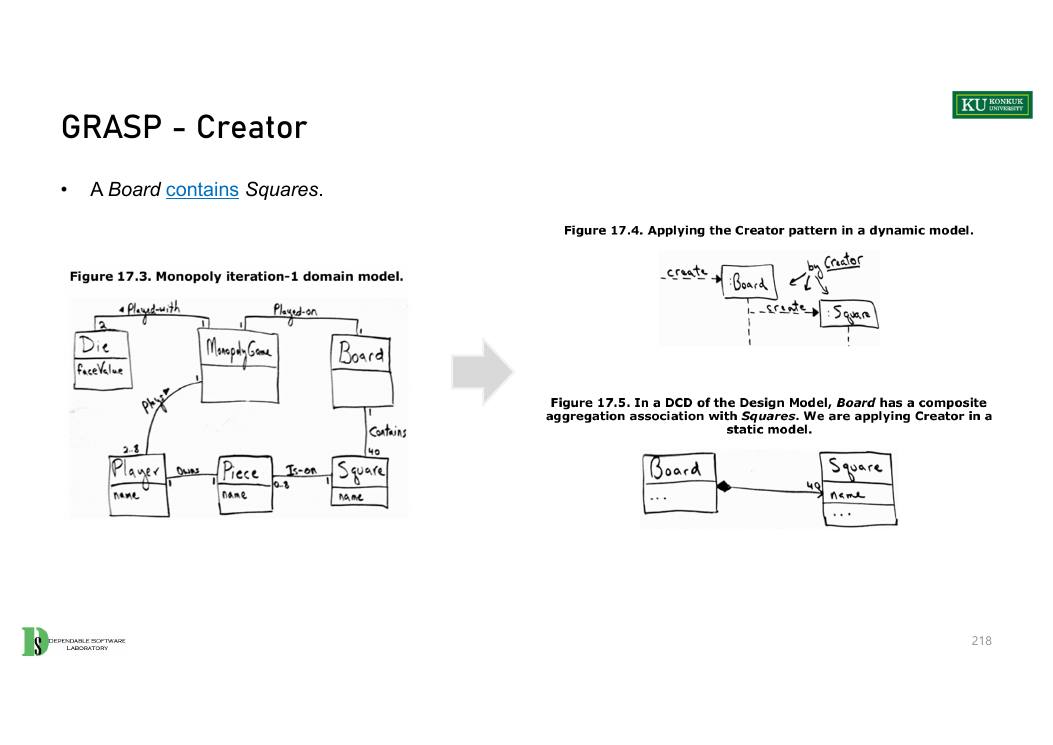 KU KONKUK UNIVERSITY
GRASP - Creator
• A Board contains Squares.
Figure 17.3. Monopoly iteration-1 domain model.
Played-with
Played-on
2
1
1
1
Die
faceValue
MonopolyGame
Board
Plays
1
1
Contains
2..8
40
Player
name
Owns
1
1
Piece
name
Is-on
0..8
1
Square
name
Figure 17.4. Applying the Creator pattern in a dynamic model.
create
:Board
by Creator
create
:Square
Figure 17.5. In a DCD of the Design Model, Board has a composite
aggregation association with Squares. We are applying Creator in a
static model.
Board
...
40
Square
name
...
DS
DEPENDABLE SOFTWARE
LABORATORY
218